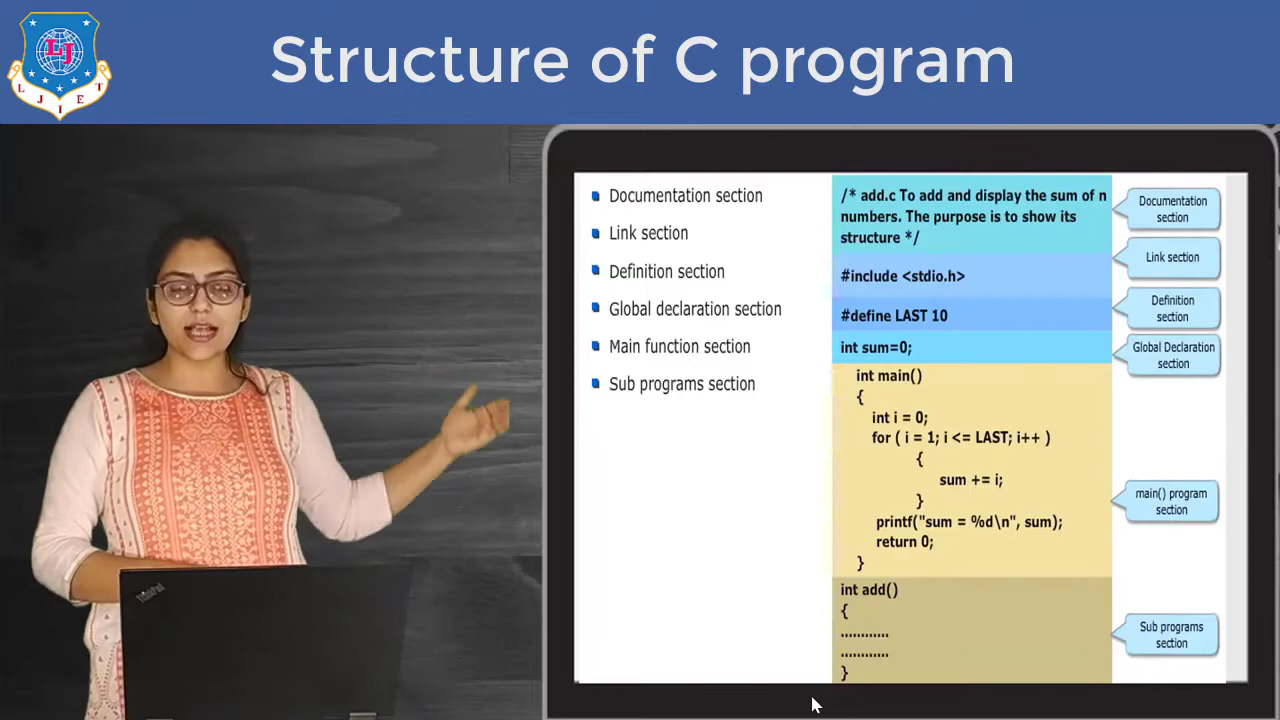 Structure of C program
LJ
L J I E T
ThinkPad
Documentation section
Link section
Definition section
Global declaration section
Main function section
Sub programs section
/* add.c To add and display the sum of n
numbers. The purpose is to show its
structure */
#include <stdio.h>
#define LAST 10
int sum=0;
int main()
{
int i = 0;
for ( i = 1; i <= LAST; i++ )
{
sum += i;
}
printf("sum = %d\n", sum);
return 0;
}
int add()
{
............
............
}
Documentation
section
Link section
Definition
section
Global Declaration
section
main() program
section
Sub programs
section